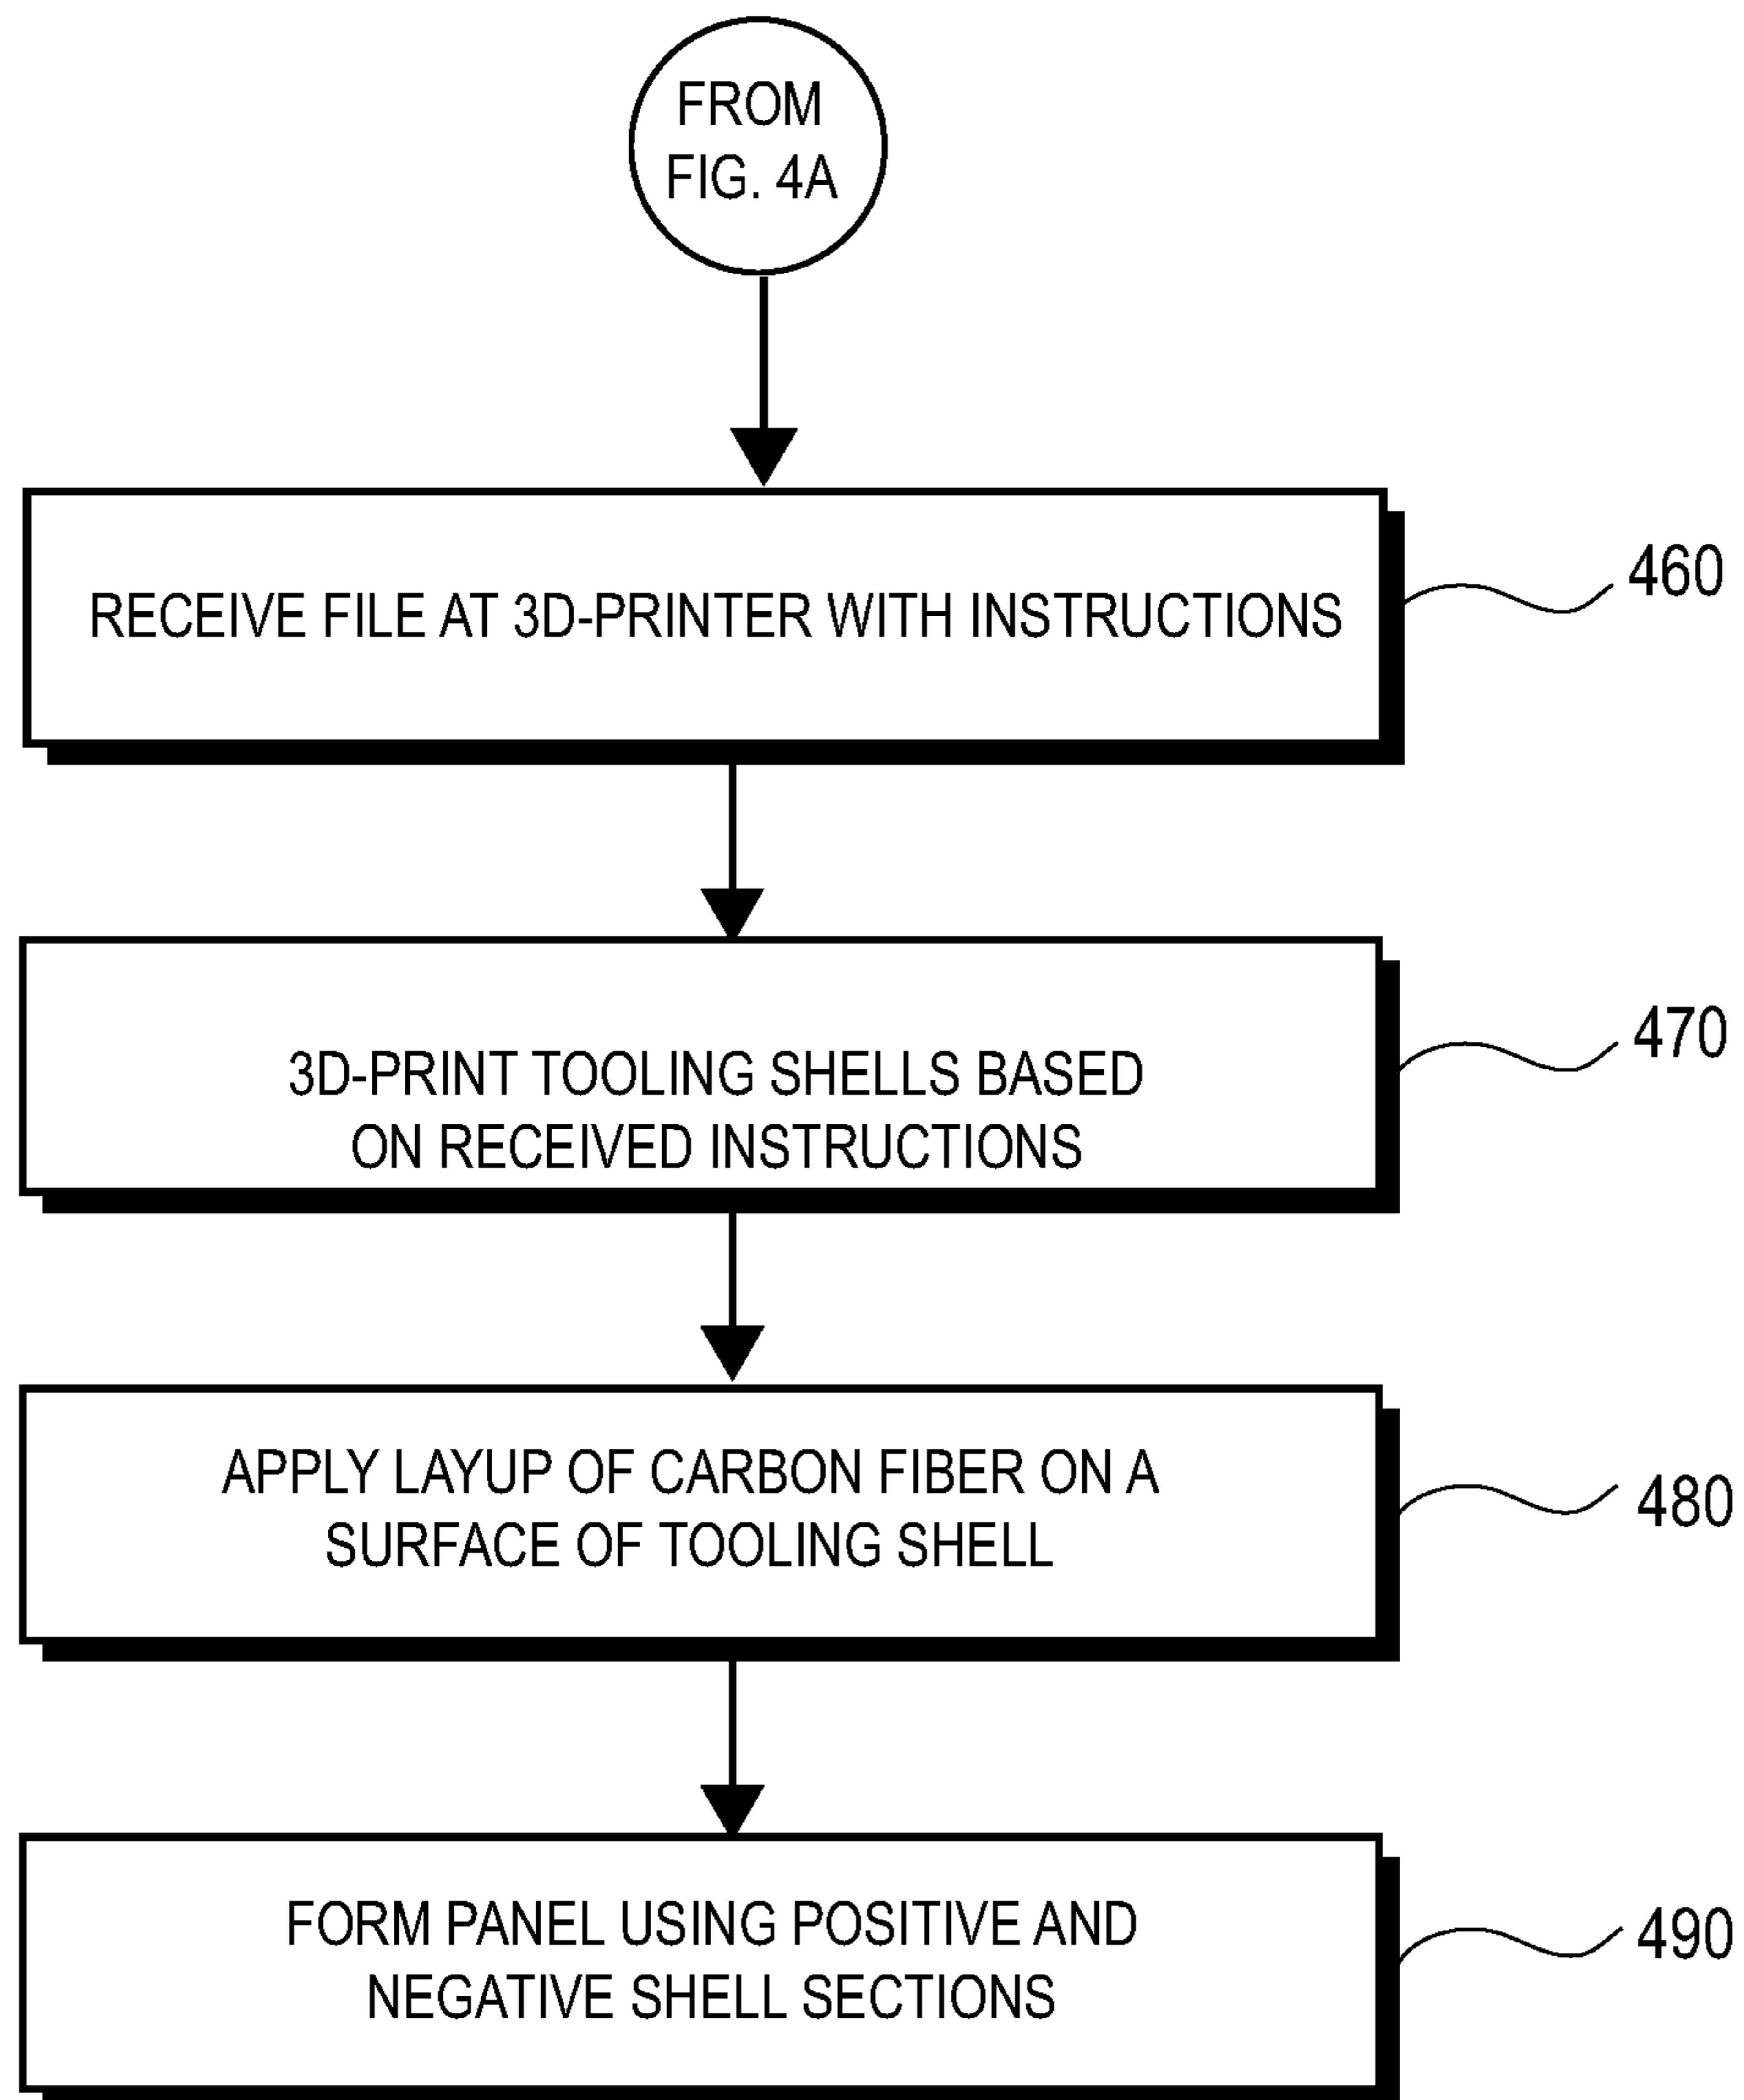 FROM
FIG. 4A
RECEIVE FILE AT 3D-PRINTER WITH INSTRUCTIONS
460
3D-PRINT TOOLING SHELLS BASED
ON RECEIVED INSTRUCTIONS
470
APPLY LAYUP OF CARBON FIBER ON A
SURFACE OF TOOLING SHELL
480
FORM PANEL USING POSITIVE AND
NEGATIVE SHELL SECTIONS
490